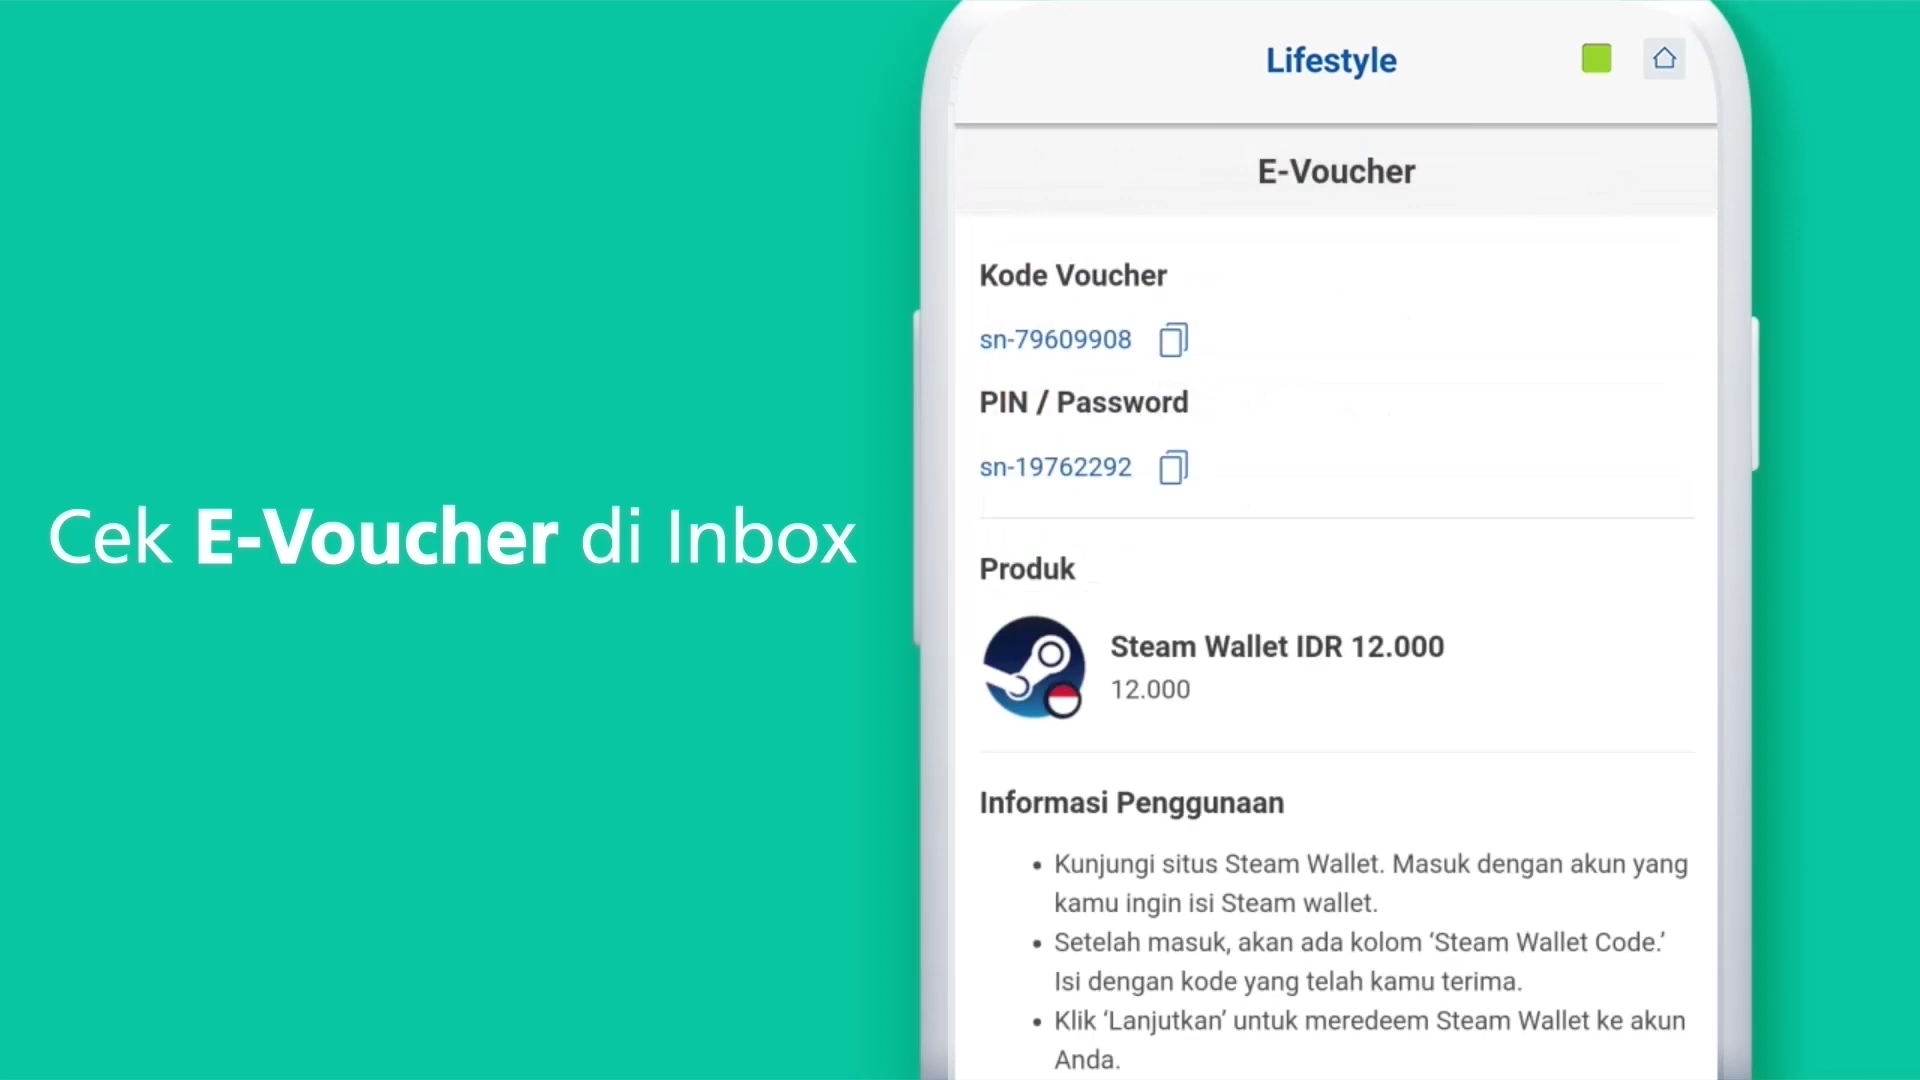 Cek E-Voucher di Inbox
Lifestyle
E-Voucher
Kode Voucher
sn-79609908
PIN / Password
sn-19762292
Produk
Steam Wallet IDR 12.000
12.000
Informasi Penggunaan
• Kunjungi situs Steam Wallet. Masuk dengan akun yang
kamu ingin isi Steam wallet.
• Setelah masuk, akan ada kolom ‘Steam Wallet Code.’
Isi dengan kode yang telah kamu terima.
• Klik ‘Lanjutkan’ untuk meredeem Steam Wallet ke akun
Anda.